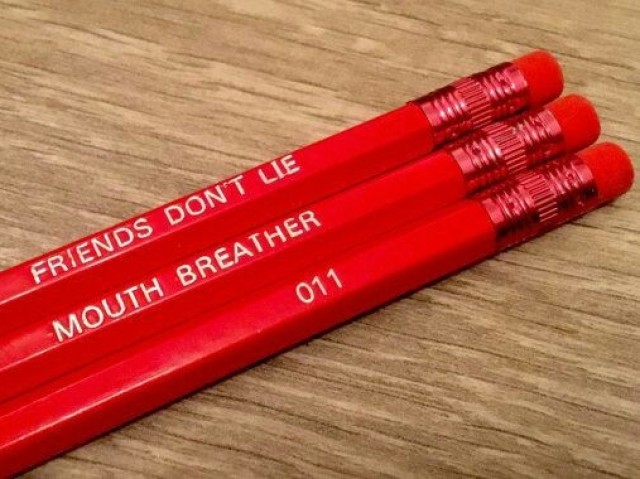 FRIENDS DON'T LIE
MOUTH BREATHER
011